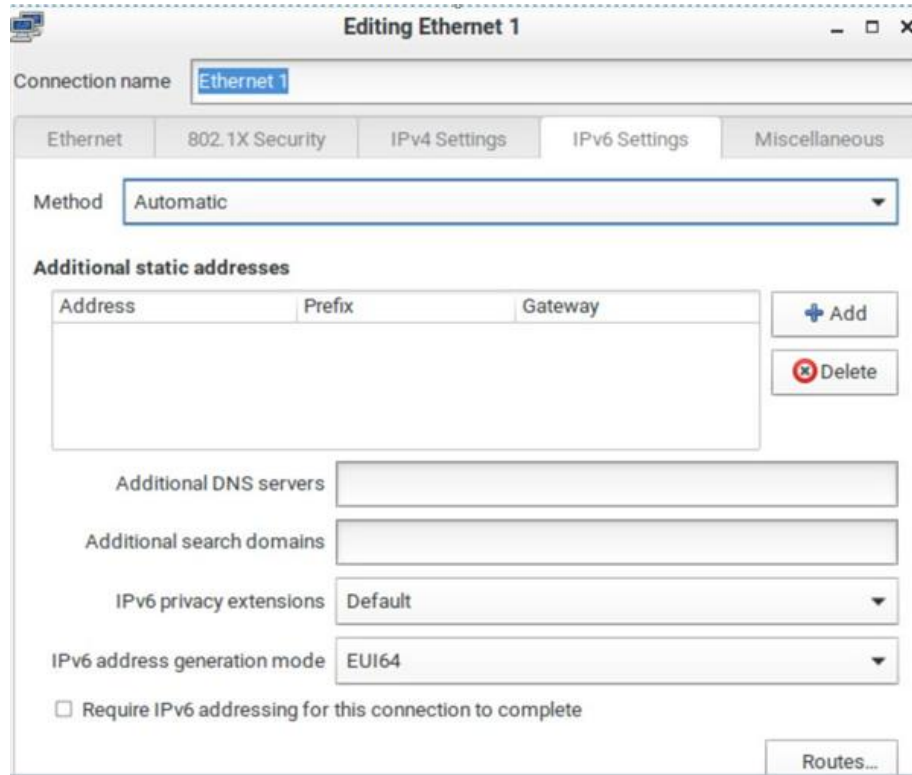 Editing Ethernet 1
Connection name Ethernet 1
Ethernet 802.1X Security IPv4 Settings IPv6 Settings Miscellaneous
Method Automatic
Additional static addresses
Address Prefix Gateway
Add
Delete
Additional DNS servers
Additional search domains
IPv6 privacy extensions Default
IPv6 address generation mode EUI64
Require IPv6 addressing for this connection to complete
Routes...